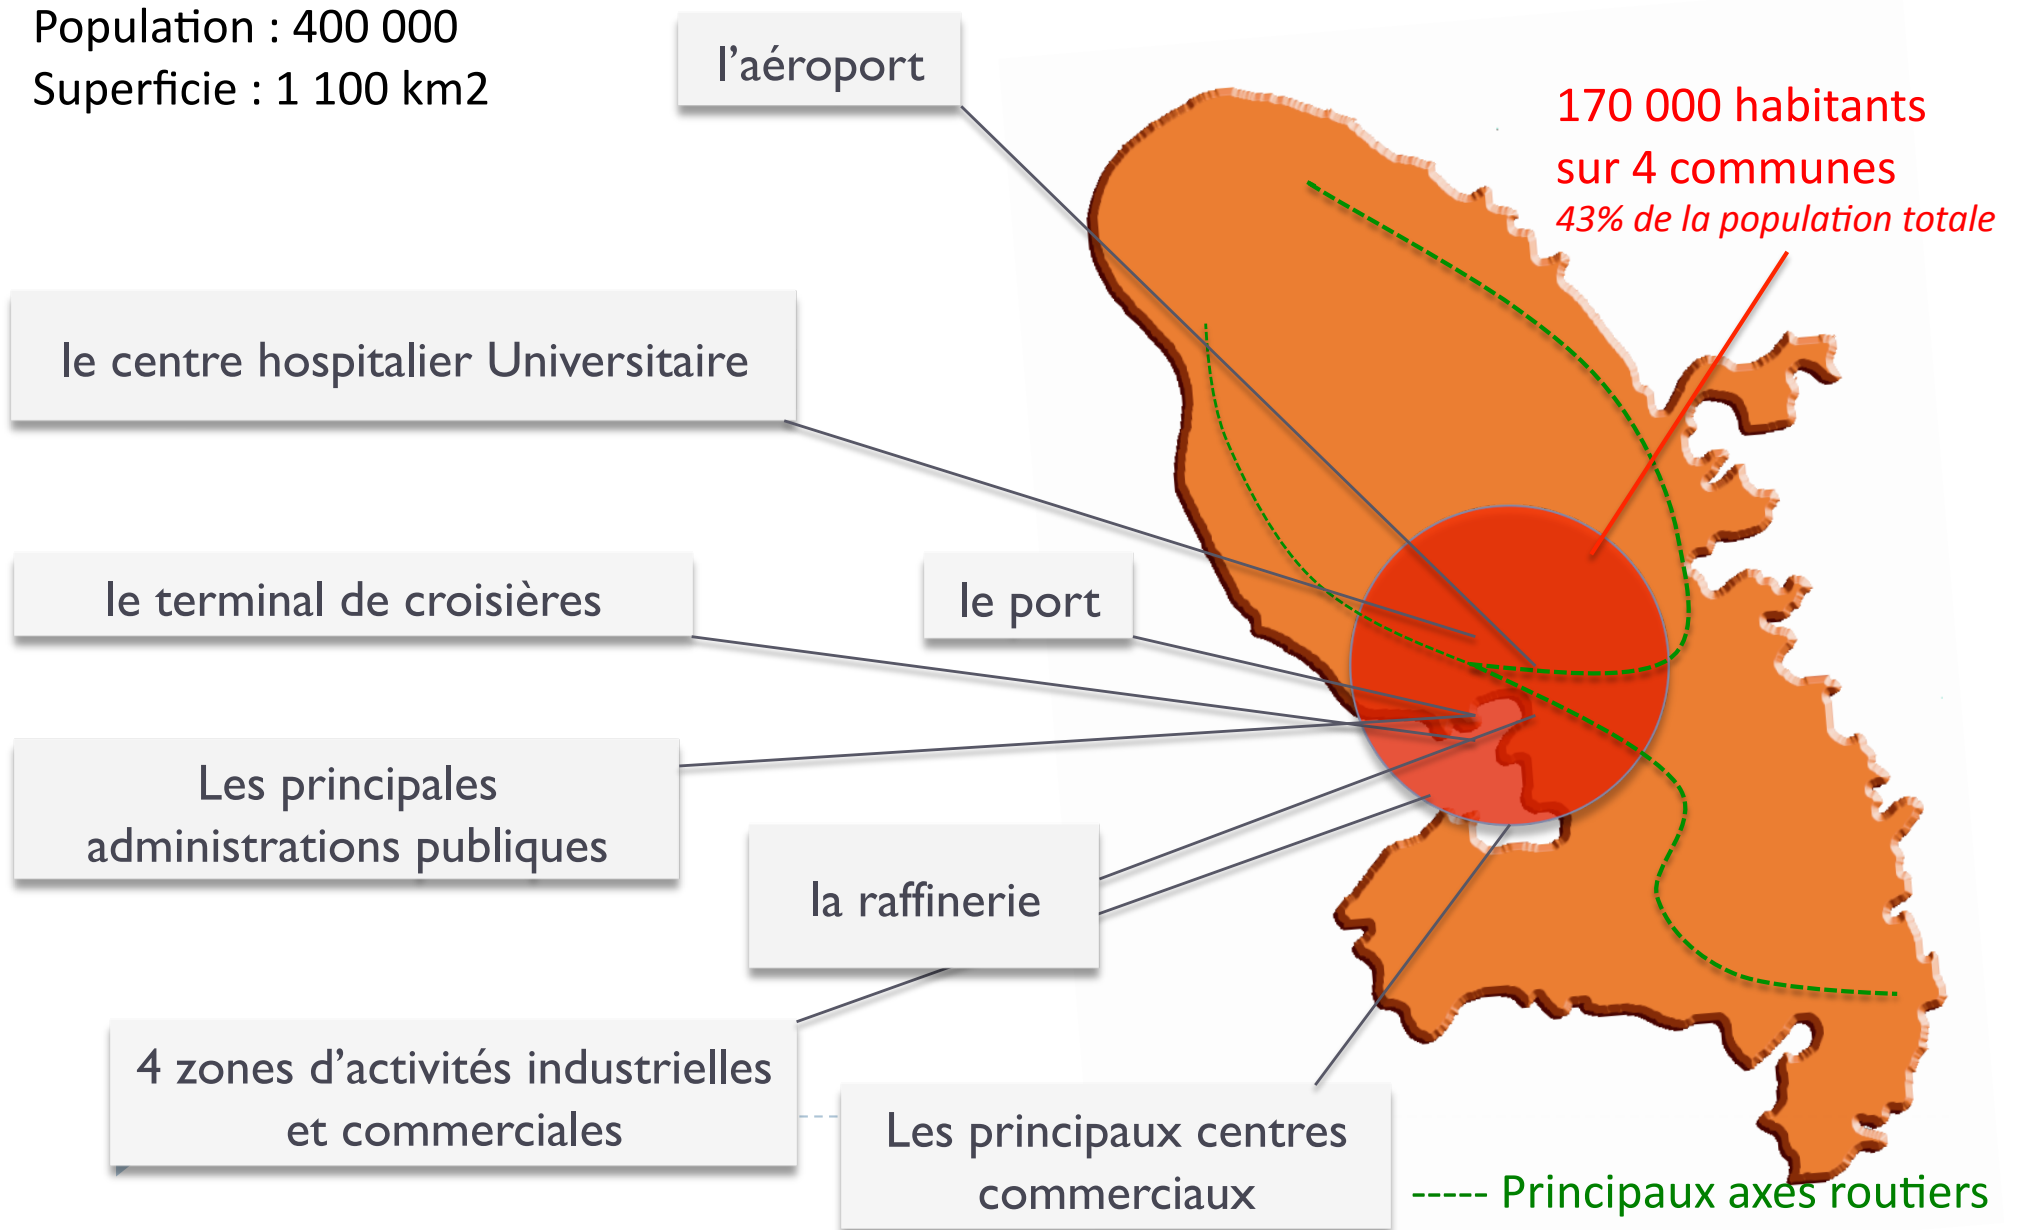 Population : 400 000
Superficie : 1 100 km2
l’aéroport
170 000 habitants
sur 4 communes
43% de la population totale
le centre hospitalier Universitaire
le terminal de croisières
le port
Les principales
administrations publiques
la raffinerie
4 zones d’activités industrielles
et commerciales
Les principaux centres
commerciaux
----- Principaux axes routiers